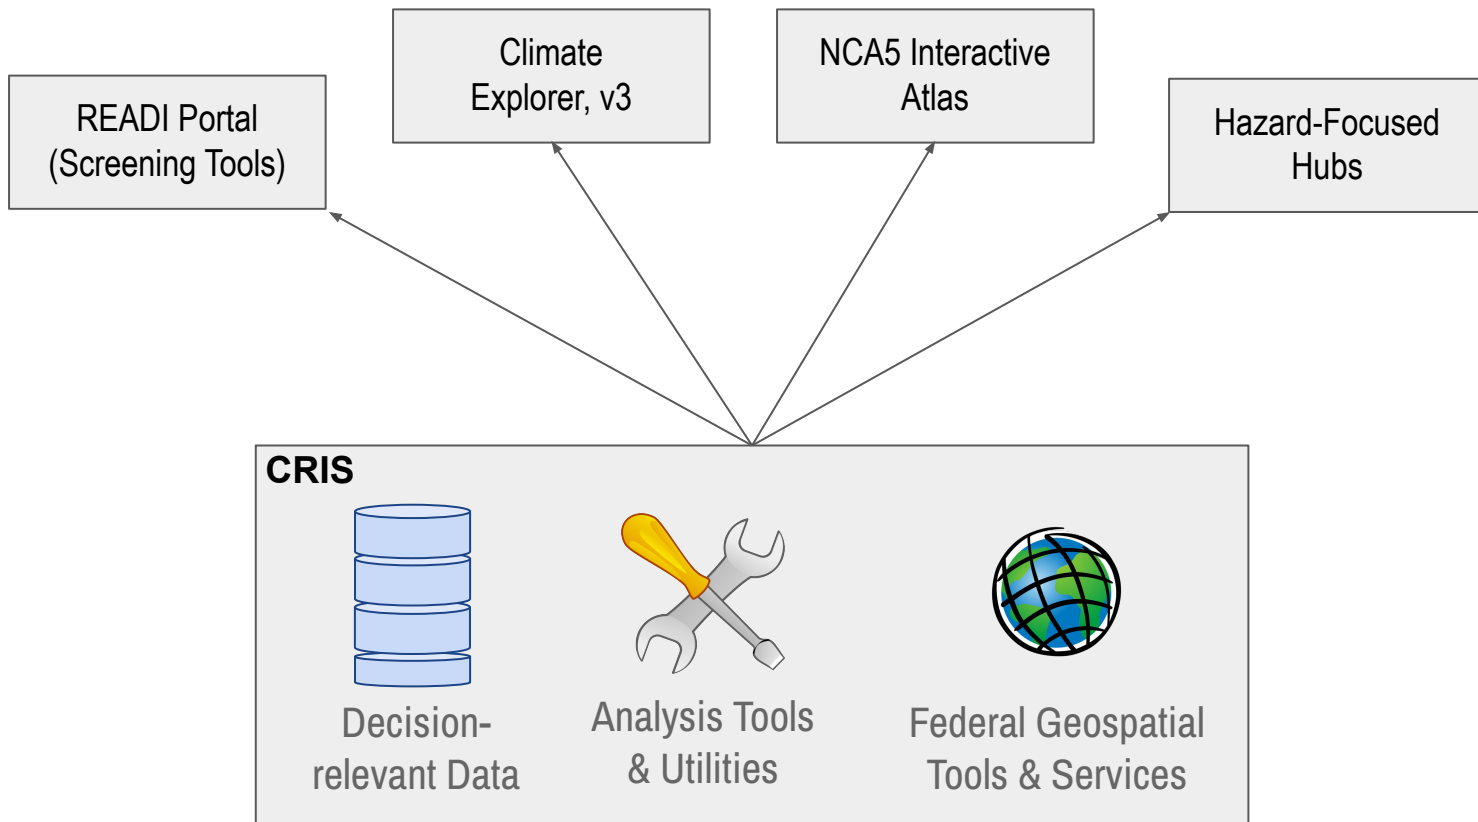 READI Portal
(Screening Tools)
Climate
Explorer, v3
NCA5 Interactive
Atlas
Hazard-Focused
Hubs
CRIS
Decision-
relevant Data
Analysis Tools
& Utilities
Federal Geospatial
Tools & Services